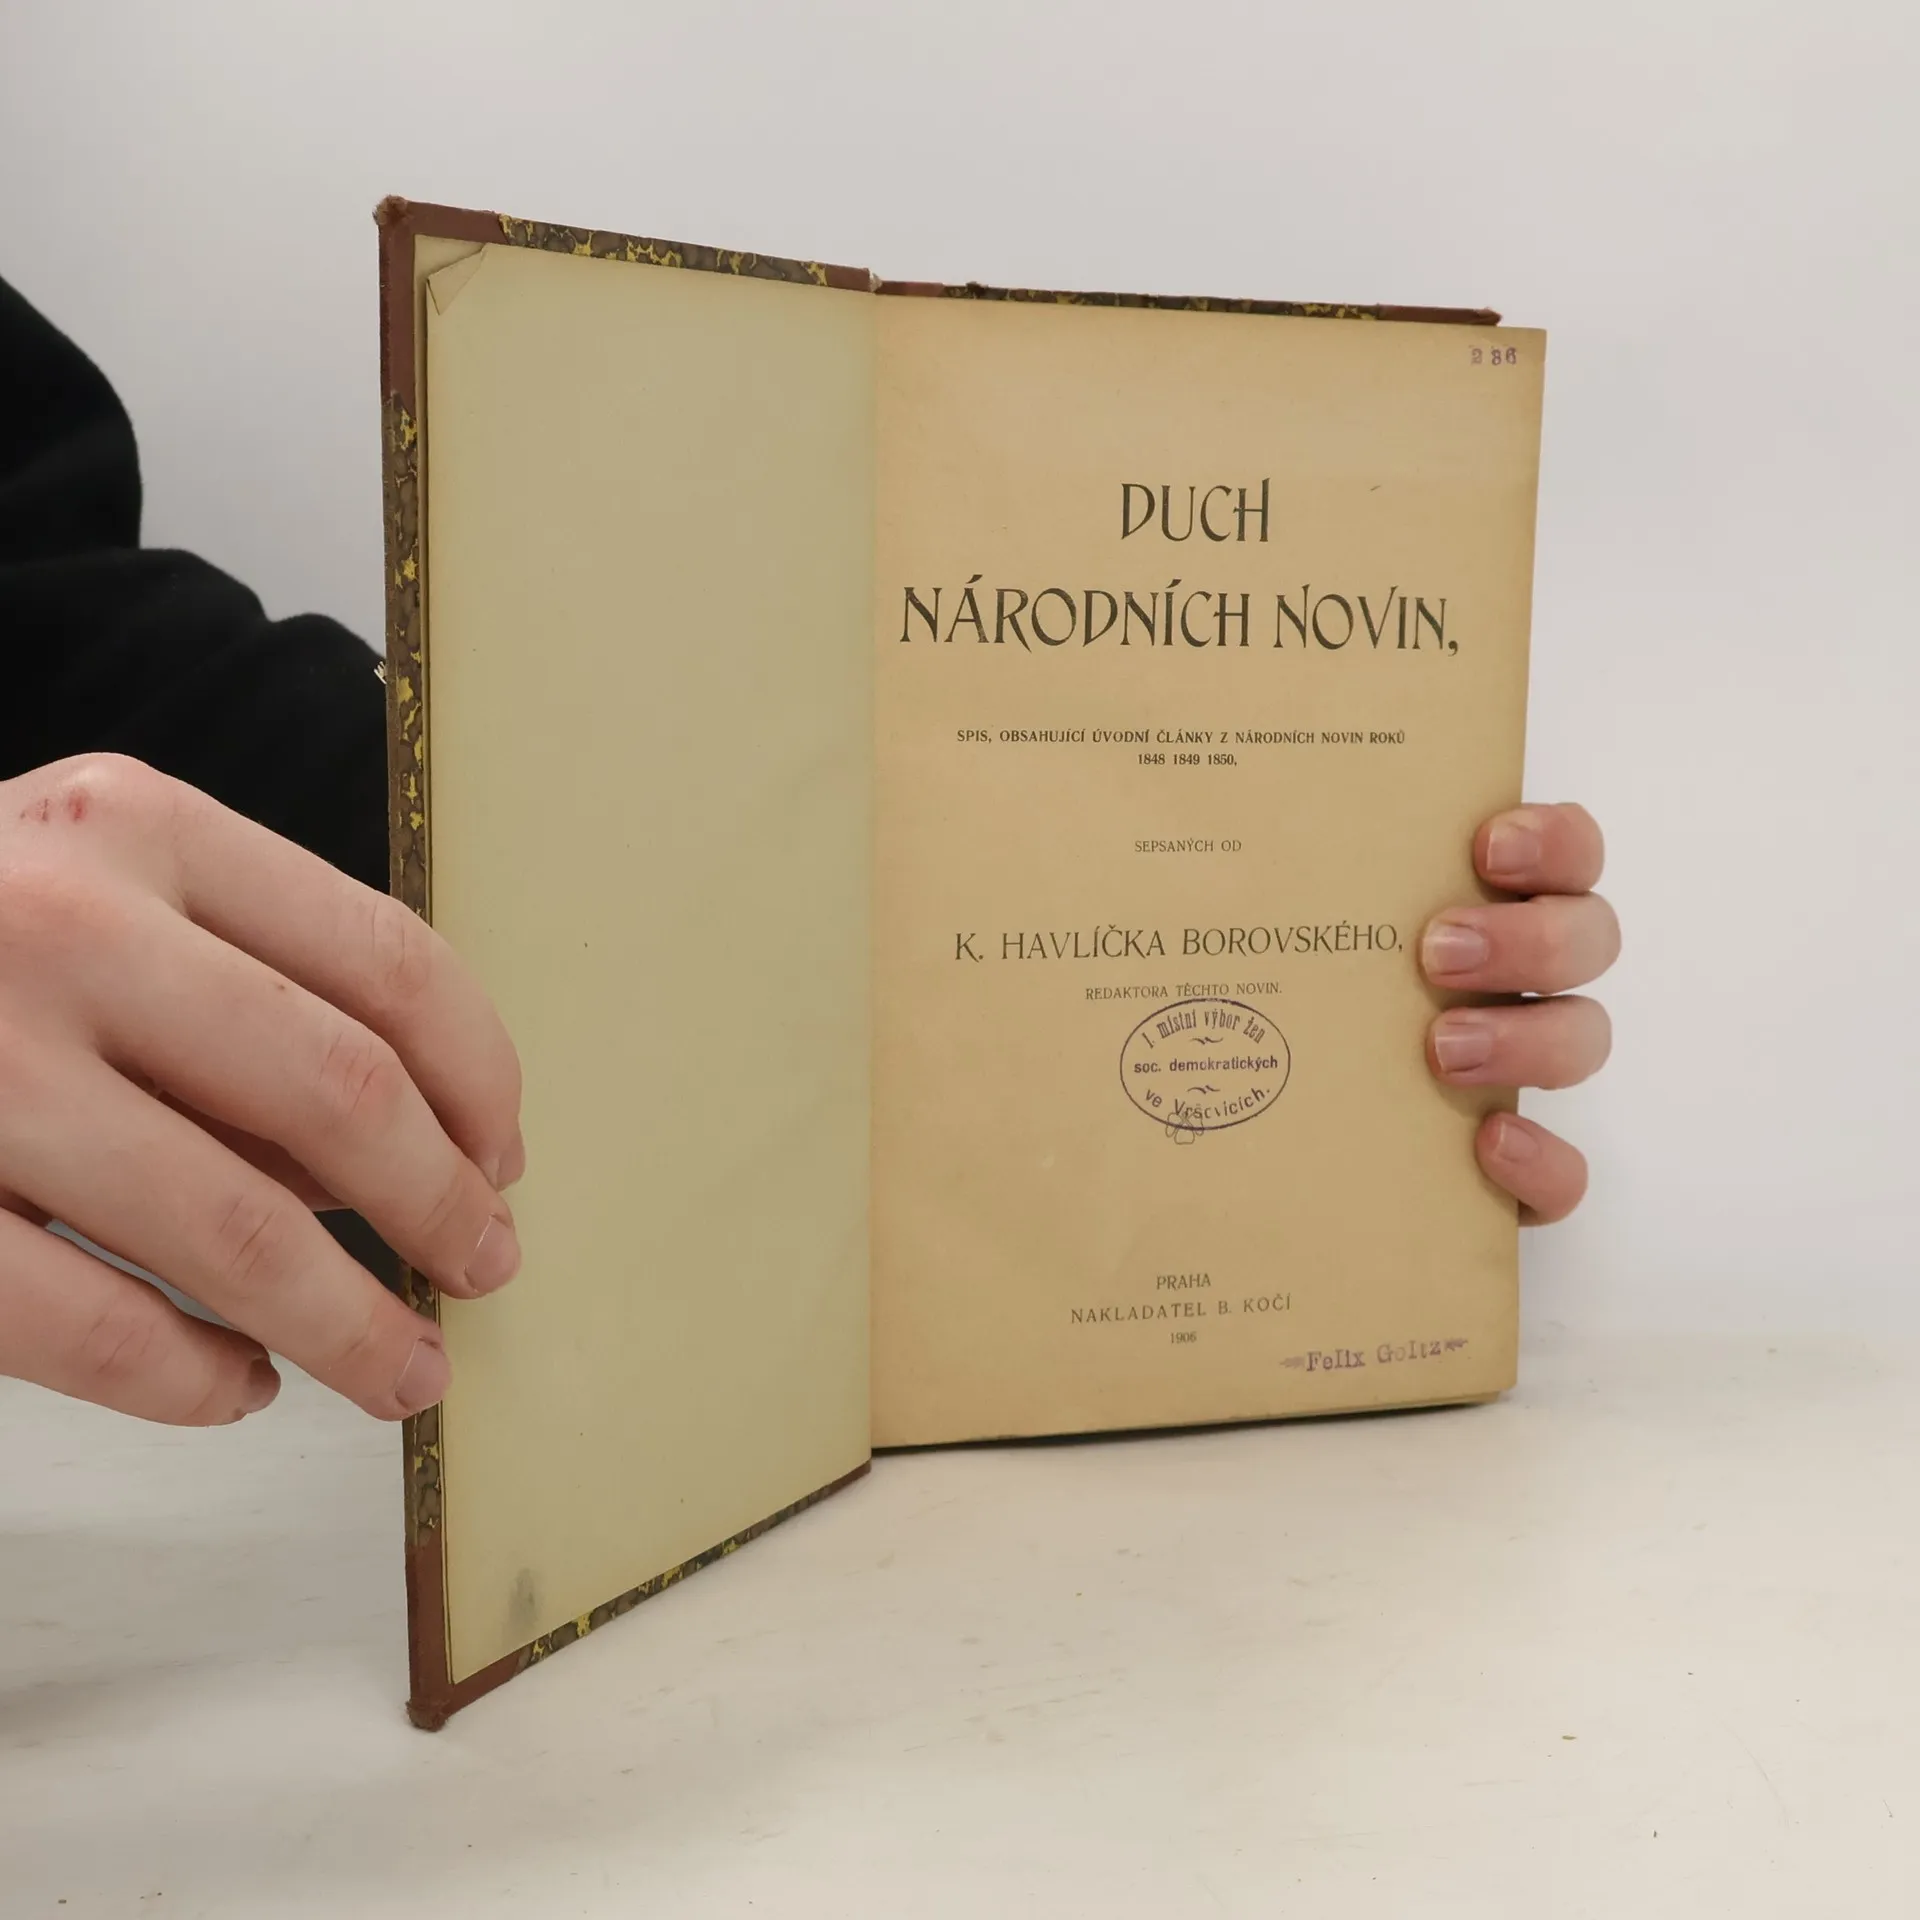 236
DUCH
NÁRODNÍCH NOVIN,
SPIS, OBSAHUJÍCÍ ÚVODNÍ ČLÁNKY Z NÁRODNÍCH NOVIN ROKŮ
1848 1849 1850,
SEPSANÝCH OD
K. HAVLÍČKA BOROVSKÉHO,
REDAKTORA TĚCHTO NOVIN.
I. místní výbor žen
soc. demokratických
ve Vršovicích.
PRAHA
NAKLADATEL B. KOČÍ
1906
Felix Goltz